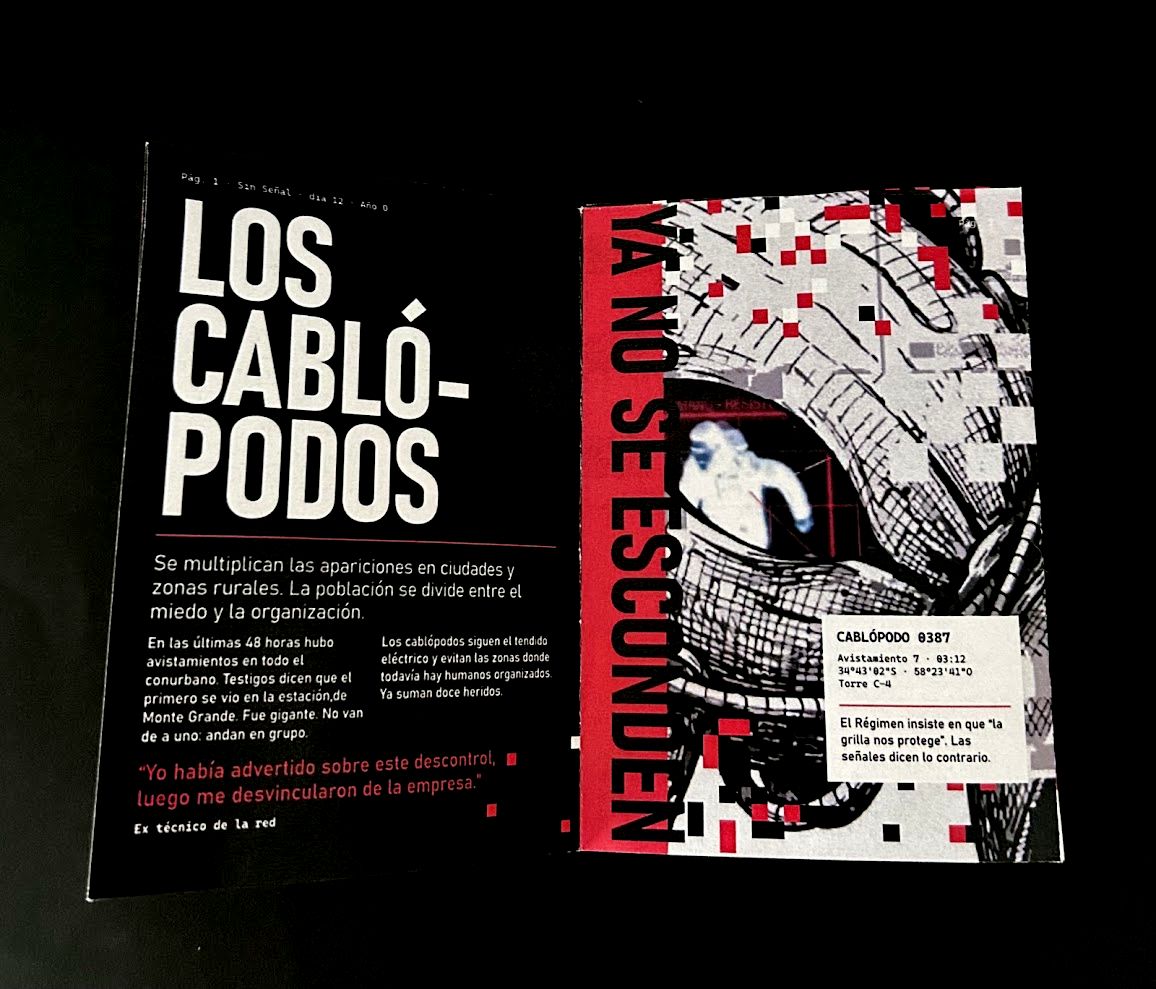 Pág. 1 · Sin Señal · día 12 · Año 0
LOS
CABLÓ-
PODOS
Se multiplican las apariciones en ciudades y
zonas rurales. La población se divide entre el
miedo y la organización.
En las últimas 48 horas hubo
avistamientos en todo el
conurbano. Testigos dicen que el
primero se vio en la estación,de
Monte Grande. Fue gigante. No van
de a uno: andan en grupo.
Los cablópodos siguen el tendido
eléctrico y evitan las zonas donde
todavía hay humanos organizados.
Ya suman doce heridos.
"Yo había advertido sobre este descontrol,
luego me desvincularon de la empresa."
Ex técnico de la red
YA NO SE ESCONDEN
Pág
CABLÓPODO 0387
Avistamiento 7 · 03:12
34°43'02"S · 58°23'41"O
Torre C-4
El Régimen insiste en que "la
grilla nos protege". Las
señales dicen lo contrario.